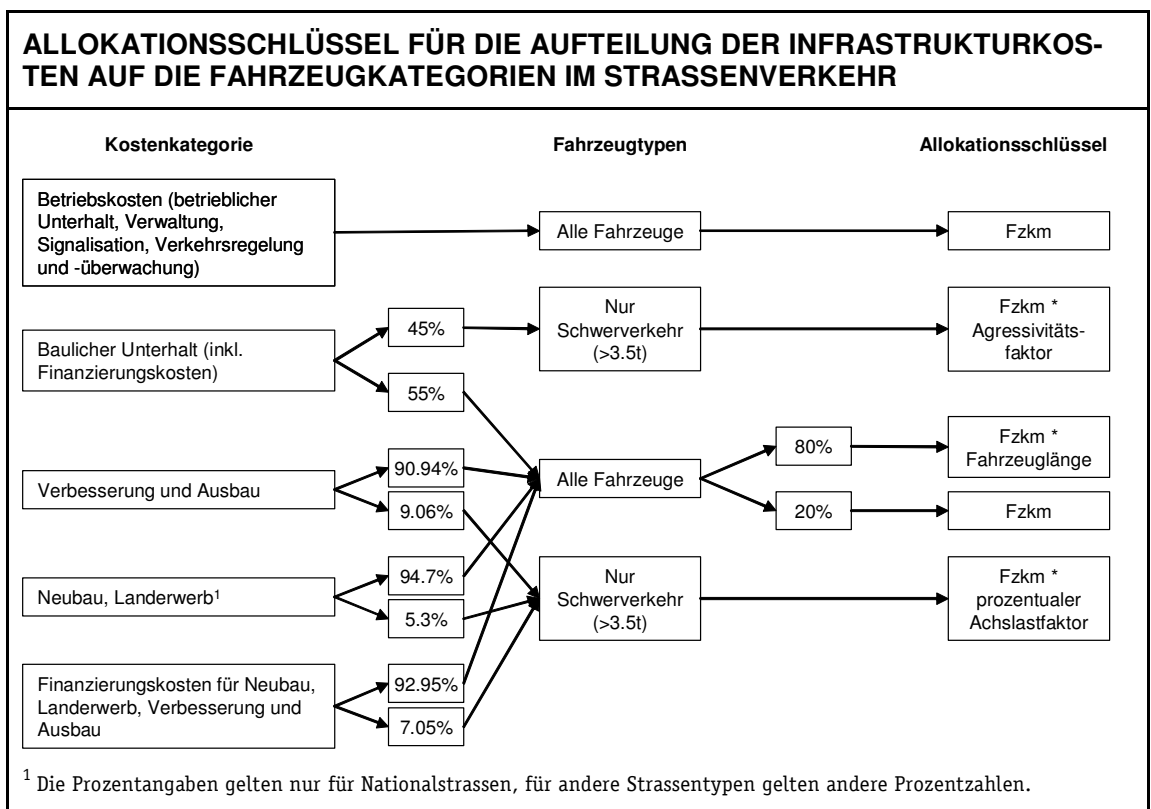 ALLOKATIONSSCHLÜSSEL FÜR DIE AUFTEILUNG DER INFRASTRUKTURKOS-
TEN AUF DIE FAHRZEUGKATEGORIEN IM STRASSENVERKEHR
Kostenkategorie
Fahrzeugtypen
Allokationsschlüssel
Betriebskosten (betrieblicher
Unterhalt, Verwaltung,
Signalisation, Verkehrsregelung
und -überwachung)
Alle Fahrzeuge
Fzkm
Baulicher Unterhalt (inkl.
Finanzierungskosten)
45%
55%
Nur
Schwerverkehr
(>3.5t)
Fzkm *
Agressivitäts-
faktor
Verbesserung und Ausbau
90.94%
9.06%
Alle Fahrzeuge
80%
20%
Fzkm *
Fahrzeuglänge
Fzkm
Neubau, Landerwerb¹
94.7%
5.3%
Nur
Schwerverkehr
(>3.5t)
Fzkm *
prozentualer
Achslastfaktor
Finanzierungskosten für Neubau,
Landerwerb, Verbesserung und
Ausbau
92.95%
7.05%
¹ Die Prozentangaben gelten nur für Nationalstrassen, für andere Strassentypen gelten andere Prozentzahlen.